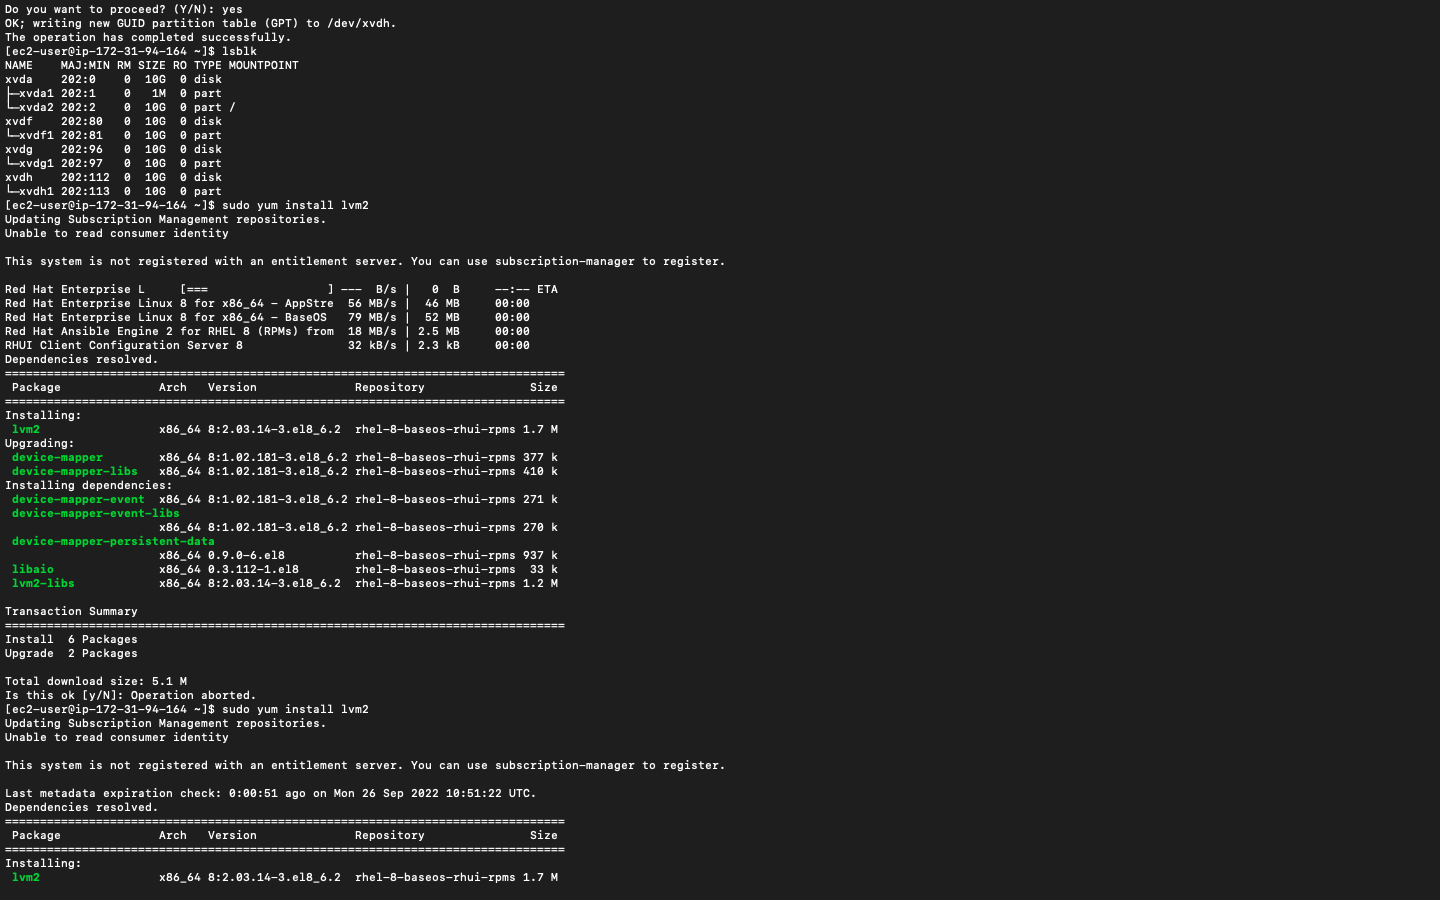 Do you want to proceed? (Y/N): yes
OK; writing new GUID partition table (GPT) to /dev/xvdh.
The operation has completed successfully.
[ec2-user@ip-172-31-94-164 ~]$ lsblk
NAME    MAJ:MIN RM SIZE RO TYPE MOUNTPOINT
xvda    202:0    0  10G  0 disk
├─xvda1 202:1    0   1M  0 part
└─xvda2 202:2    0  10G  0 part /
xvdf    202:80   0  10G  0 disk
└─xvdf1 202:81   0  10G  0 part
xvdg    202:96   0  10G  0 disk
└─xvdg1 202:97   0  10G  0 part
xvdh    202:112  0  10G  0 disk
└─xvdh1 202:113  0  10G  0 part
[ec2-user@ip-172-31-94-164 ~]$ sudo yum install lvm2
Updating Subscription Management repositories.
Unable to read consumer identity
This system is not registered with an entitlement server. You can use subscription-manager to register.
Red Hat Enterprise L     [===                 ] ---  B/s |   0  B     --:-- ETA
Red Hat Enterprise Linux 8 for x86_64 - AppStre  56 MB/s |  46 MB     00:00
Red Hat Enterprise Linux 8 for x86_64 - BaseOS   79 MB/s |  52 MB     00:00
Red Hat Ansible Engine 2 for RHEL 8 (RPMs) from  18 MB/s | 2.5 MB     00:00
RHUI Client Configuration Server 8               32 kB/s | 2.3 kB     00:00
Dependencies resolved.
================================================================================
 Package              Arch   Version              Repository               Size
================================================================================
Installing:
 lvm2                 x86_64 8:2.03.14-3.el8_6.2  rhel-8-baseos-rhui-rpms 1.7 M
Upgrading:
 device-mapper        x86_64 8:1.02.181-3.el8_6.2 rhel-8-baseos-rhui-rpms 377 k
 device-mapper-libs   x86_64 8:1.02.181-3.el8_6.2 rhel-8-baseos-rhui-rpms 410 k
Installing dependencies:
 device-mapper-event  x86_64 8:1.02.181-3.el8_6.2 rhel-8-baseos-rhui-rpms 271 k
 device-mapper-event-libs
                      x86_64 8:1.02.181-3.el8_6.2 rhel-8-baseos-rhui-rpms 270 k
 device-mapper-persistent-data
                      x86_64 0.9.0-6.el8          rhel-8-baseos-rhui-rpms 937 k
 libaio               x86_64 0.3.112-1.el8        rhel-8-baseos-rhui-rpms  33 k
 lvm2-libs            x86_64 8:2.03.14-3.el8_6.2  rhel-8-baseos-rhui-rpms 1.2 M
Transaction Summary
================================================================================
Install  6 Packages
Upgrade  2 Packages
Total download size: 5.1 M
Is this ok [y/N]: Operation aborted.
[ec2-user@ip-172-31-94-164 ~]$ sudo yum install lvm2
Updating Subscription Management repositories.
Unable to read consumer identity
This system is not registered with an entitlement server. You can use subscription-manager to register.
Last metadata expiration check: 0:00:51 ago on Mon 26 Sep 2022 10:51:22 UTC.
Dependencies resolved.
================================================================================
 Package              Arch   Version              Repository               Size
================================================================================
Installing:
 lvm2                 x86_64 8:2.03.14-3.el8_6.2  rhel-8-baseos-rhui-rpms 1.7 M